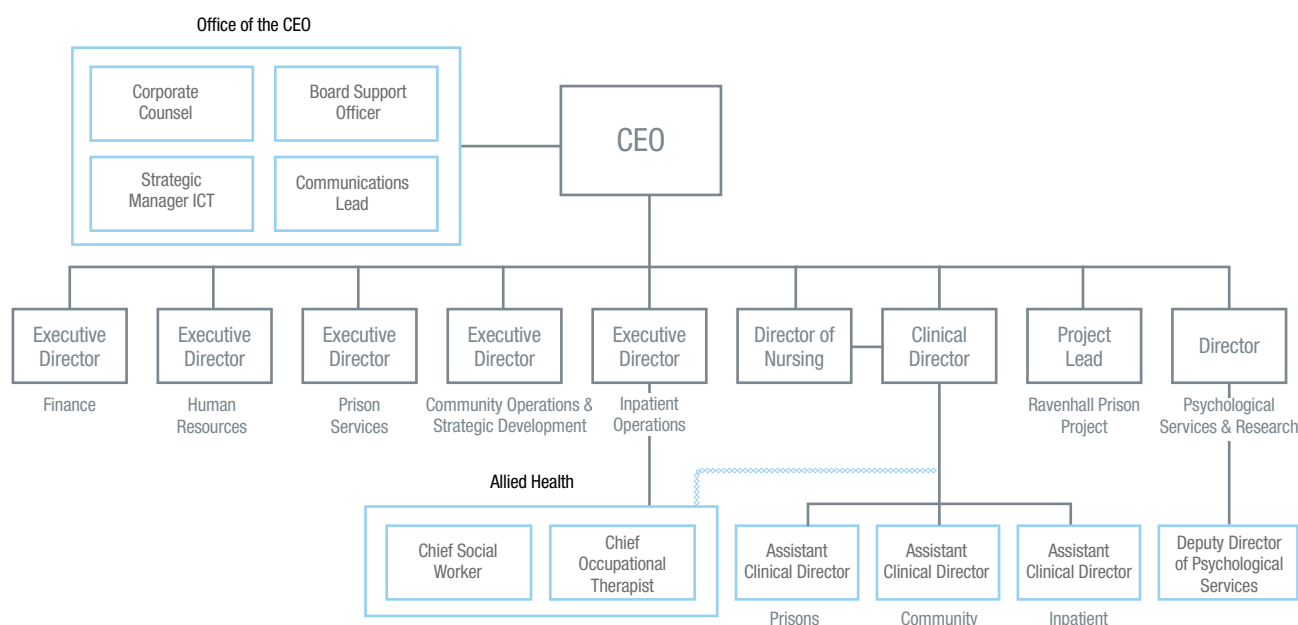 Office of the CEO
Corporate
Counsel
Board Support
Officer
Strategic
Manager ICT
Communications
Lead
CEO
Executive
Director
Finance
Executive
Director
Human
Resources
Executive
Director
Prison
Services
Executive
Director
Community Operations &
Strategic Development
Executive
Director
Inpatient
Operations
Director of
Nursing
Clinical
Director
Project
Lead
Ravenhall Prison
Project
Director
Psychological
Services & Research
Allied Health
Chief Social
Worker
Chief
Occupational
Therapist
Assistant
Clinical Director
Prisons
Assistant
Clinical Director
Community
Assistant
Clinical Director
Inpatient
Deputy Director
of Psychological
Services